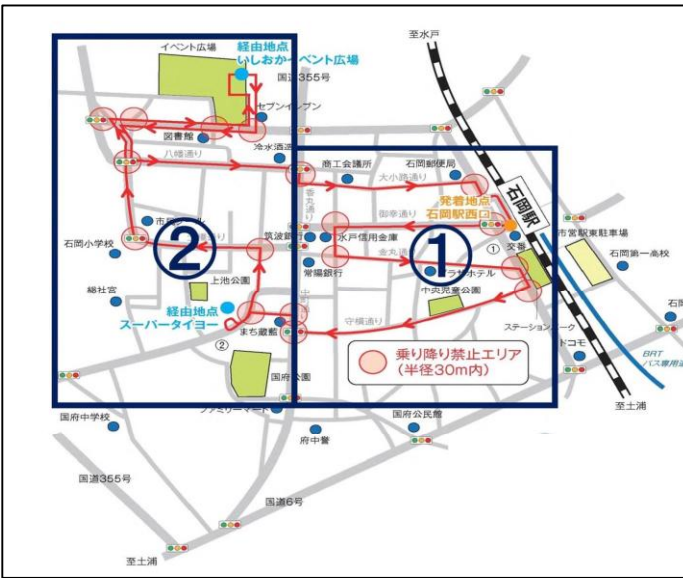 至水戸
イベント広場
経由地点
いしおかイベント広場
国道355号
セブンイレブン
図書館
冷水酒造
八幡通り
商工会議所
石岡郵便局
大小路通り
香丸通り
発着地点
石岡駅西口
石岡駅
御幸通り
市民
石岡小学校
②
筑波銀行
水戸信用金庫
①
①
交番
市営駅東駐車場
金丸通り
石岡第一高校
常陽銀行
プラザホテル
総社宮
上池公園
中央児童公園
経由地点
スーパータイヨー
まち蔵藍
守横通り
ステーションパーク
ドコモ
②
乗り降り禁止エリア
(半径30m内)
BRT
バス専用道
国府公園
至土浦
国府中学校
ファミリーマート
国府公民館
府中誉
国道355号
国道6号
至土浦